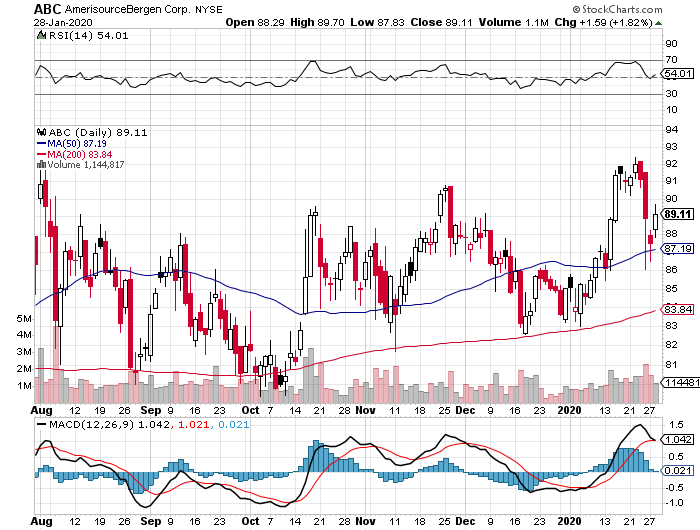 ABC AmerisourceBergen Corp. NYSE © StockCharts.com
28-Jan-2020 Open 88.29 High 89.70 Low 87.83 Close 89.11 Volume 1.1M Chg +1.59 (+1.82%)
RSI(14) 54.01
90
70
54.01
30
10
ABC (Daily) 89.11
MA(50) 87.19
MA(200) 83.84
Volume 1,144,817
94
93
92
91
90
89.11
88
87.19
86
85
83.84
83
82
81
1144817
5M
4M
3M
2M
1M
Aug 12 19 26 Sep 9 16 23 Oct 7 14 21 28 Nov 11 18 25 Dec 9 16 23 2020 13 21 27
MACD(12,26,9) 1.042, 1.021, 0.021
1.5
1.042
0.5
0.021
-0.5
-1.0
Aug 12 19 26 Sep 9 16 23 Oct 7 14 21 28 Nov 11 18 25 Dec 9 16 23 2020 13 21 27